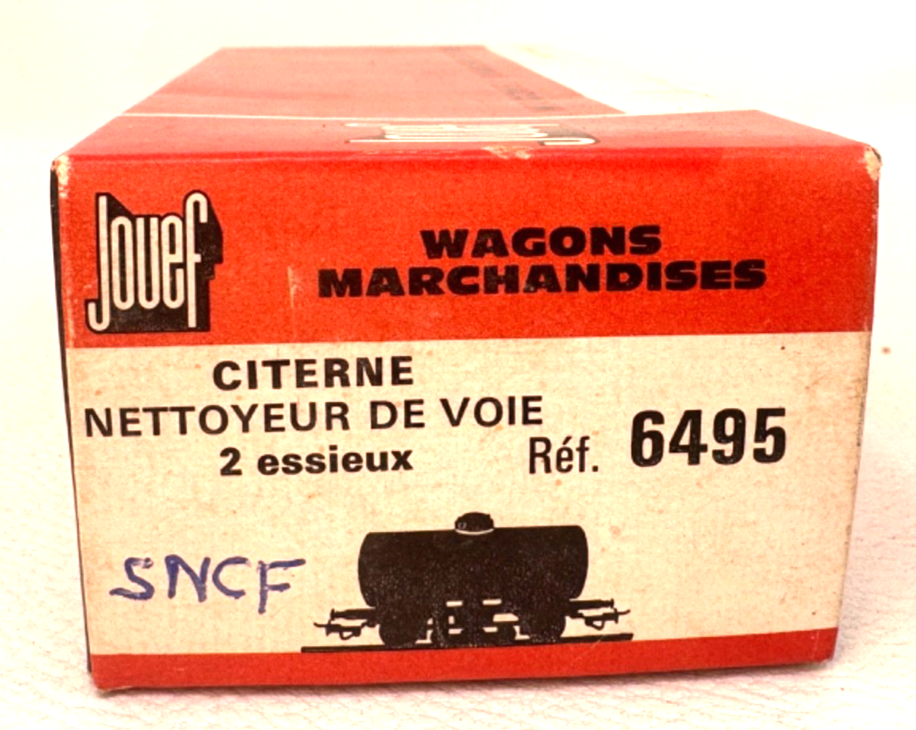 Jouef
WAGONS
MARCHANDISES
CITERNE
NETTOYEUR DE VOIE
2 essieux
Réf. 6495
SNCF